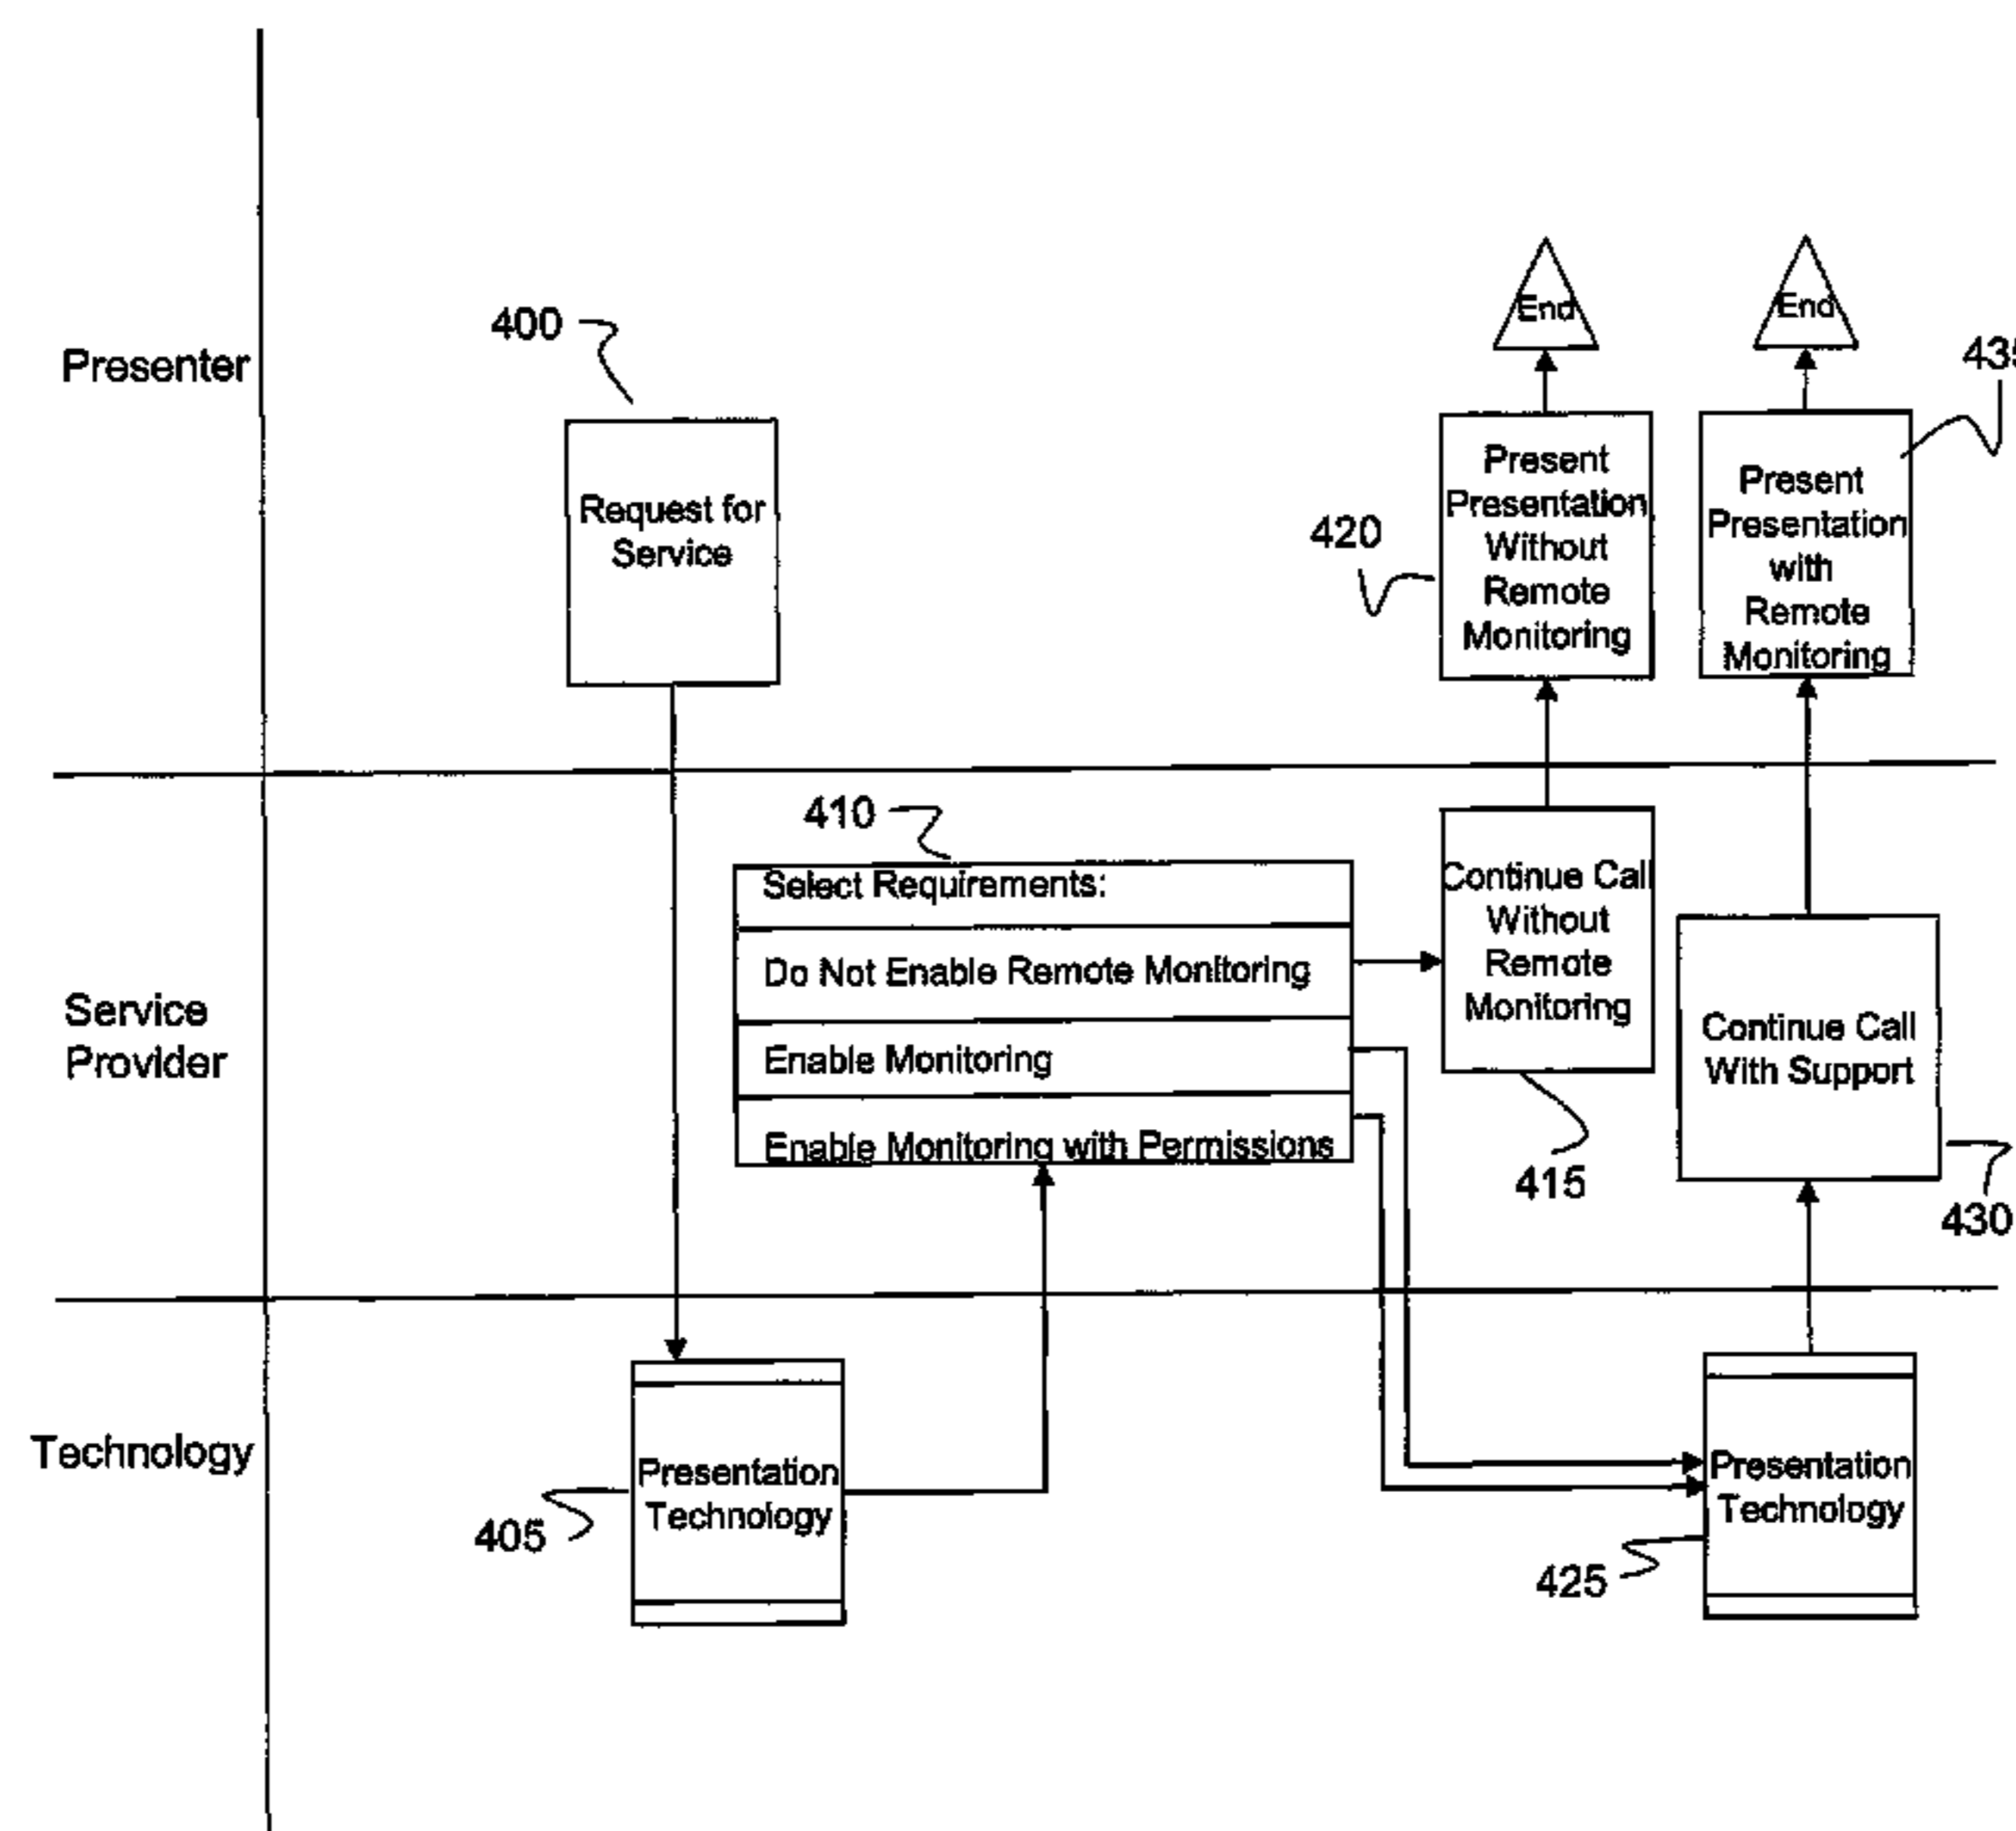 End
End
400
435
Presenter
Request for
Service
Present
Presentation
Without
Remote
Monitoring
Present
Presentation
with
Remote
Monitoring
420
410
Select Requirements:
Do Not Enable Remote Monitoring
Enable Monitoring
Enable Monitoring with Permissions
Continue Call
Without
Remote
Monitoring
Continue Call
With Support
Service
Provider
415
430
Technology
Presentation
Technology
405
Presentation
Technology
425